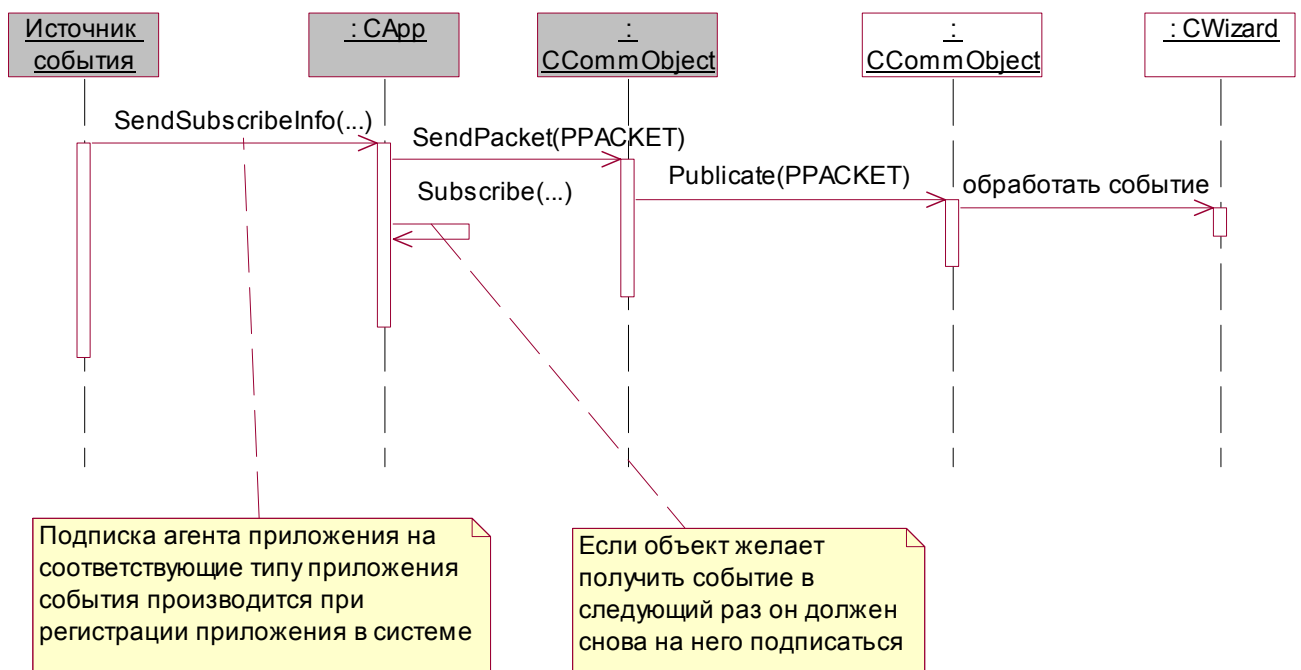 Источник
события
: CApp
:
CCommObject
:
CCommObject
: CWizard
SendSubscribeInfo(...)
SendPacket(PPACKET)
Subscribe(...)
Publicate(PPACKET)
обработать событие
Подписка агента приложения на
соответствующие типу приложения
события производится при
регистрации приложения в системе
Если объект желает
получить событие в
следующий раз он должен
снова на него подписаться